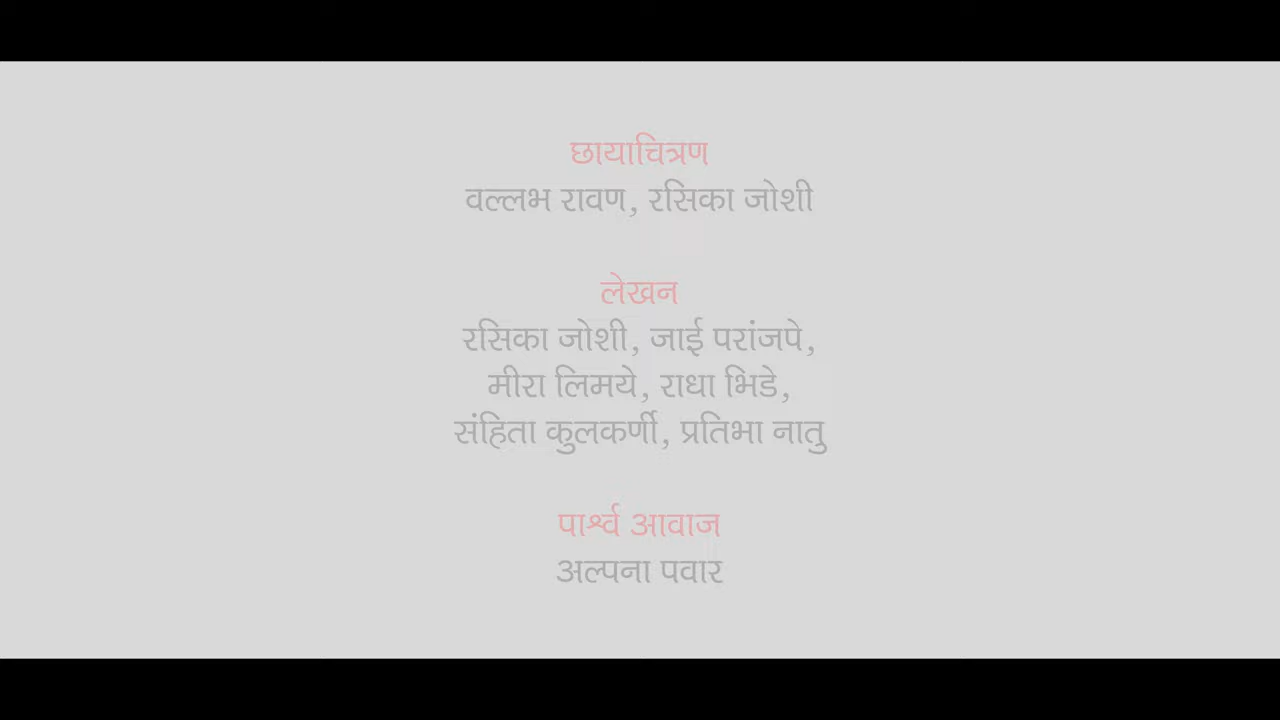 छायाचित्रण
वल्लभ रावण, रसिका जोशी
लेखन
रसिका जोशी, जाई परांजपे,
मीरा लिमये, राधा भिडे,
संहिता कुलकर्णी, प्रतिभा नातु
पार्श्व आवाज
अल्पना पवार